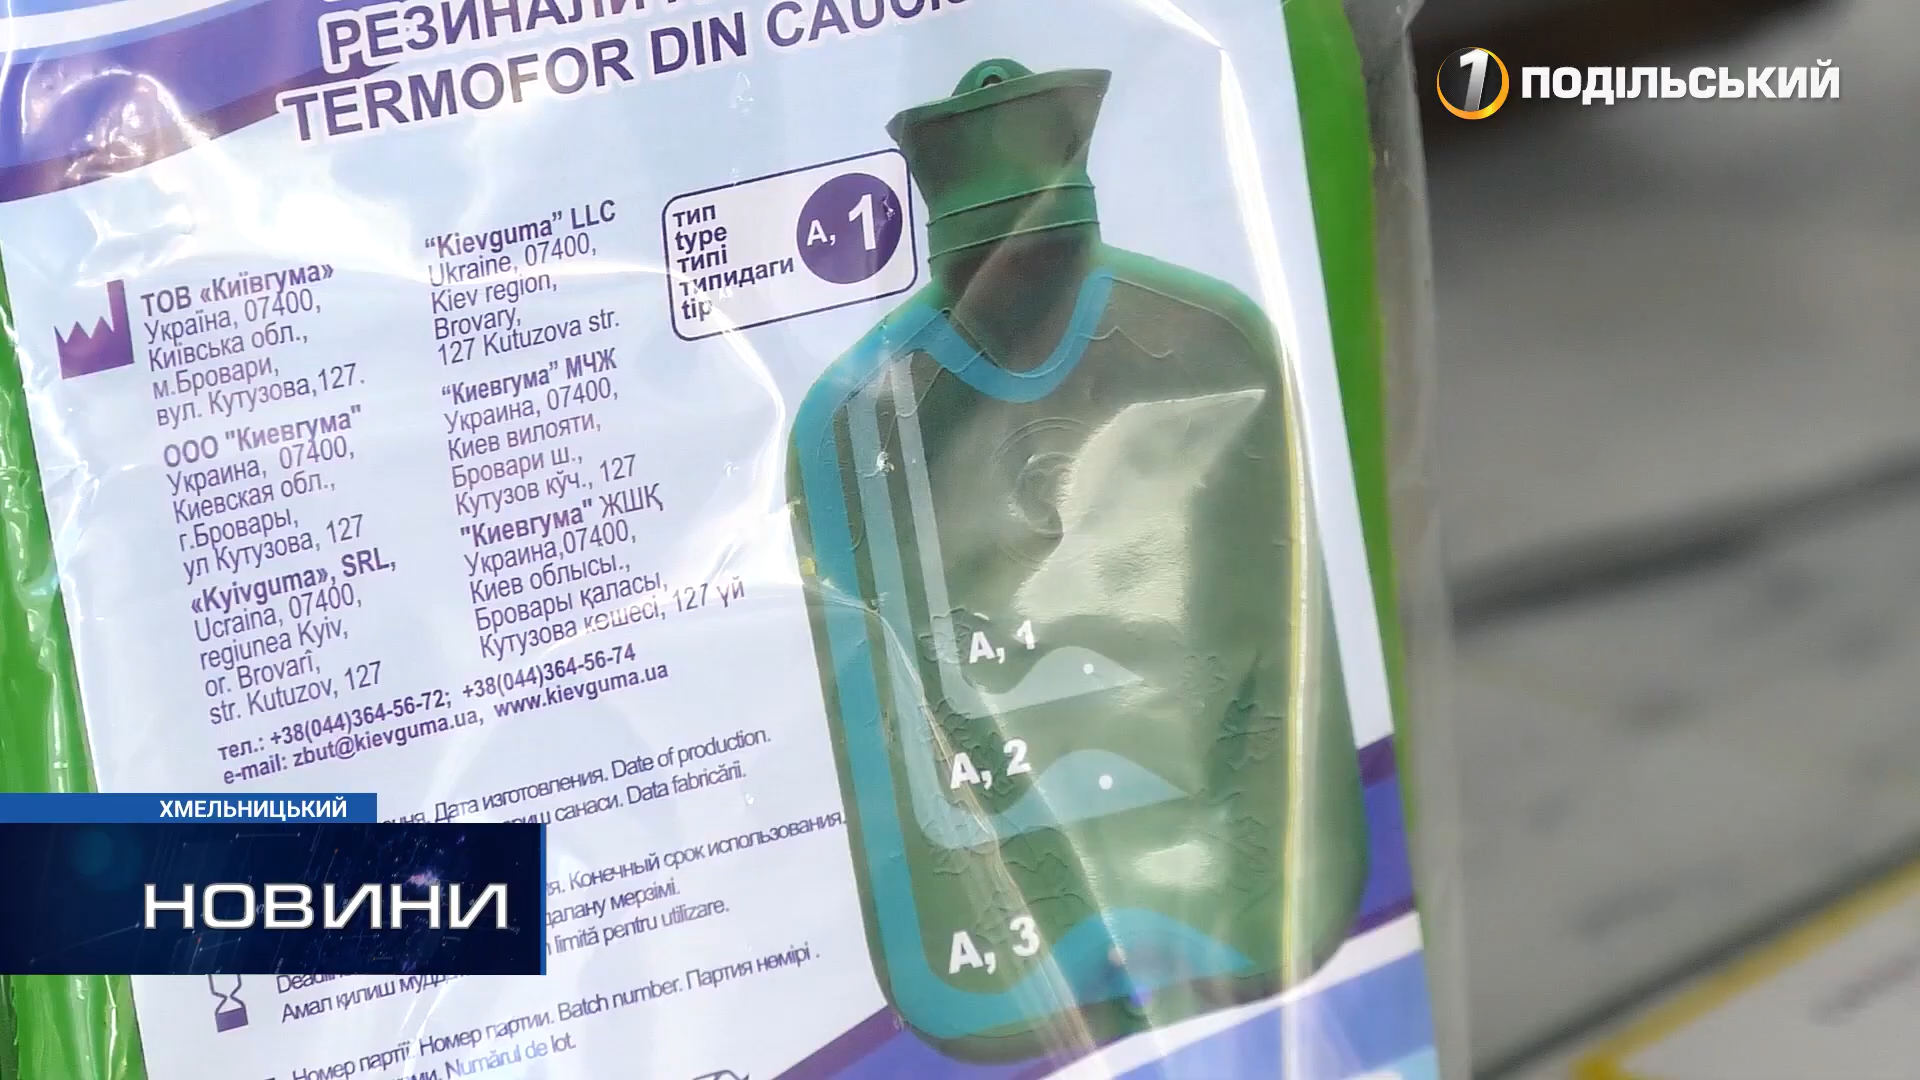 TERMOFOR DIN
ПОДІЛЬСЬКИЙ
тип
type
типі
типидаги
tip
А, 1
ТОВ «Київгума»
Україна, 07400,
Київська обл.,
м.Бровари,
вул. Кутузова,127.
ООО "Киевгума"
Украина, 07400,
Киевская обл.,
г.Бровары,
ул Кутузова, 127
«Kyivguma», SRL,
Ucraina, 07400,
regiunea Kyiv,
or. Brovarî,
str. Kutuzov, 127
“Kievguma” LLC
Ukraine, 07400,
Kiev region,
Brovary,
127 Kutuzova str.
“Киевгума” МЧЖ
Украина, 07400,
Киев вилояти,
Бровари ш.,
Кутузов кўч., 127
"Киевгума" ЖШҚ
Украина,07400,
Киев облысы.,
Бровары қаласы,
Кутузова көшесі, 127 үй
тел.: +38(044)364-56-72; +38(044)364-56-74
e-mail: zbut@kievguma.ua, www.kievguma.ua
Дата изготовления. Date of production.
санаси. Data fabricării.
Конечный срок использования.
мерзімі.
limită pentru utilizare.
Амал қилиш
Номер партії. Номер партии. Batch number. Партия немірі .
Numărul de lot.
А, 1
А, 2
А, 3
ХМЕЛЬНИЦЬКИЙ
НОВИНИ